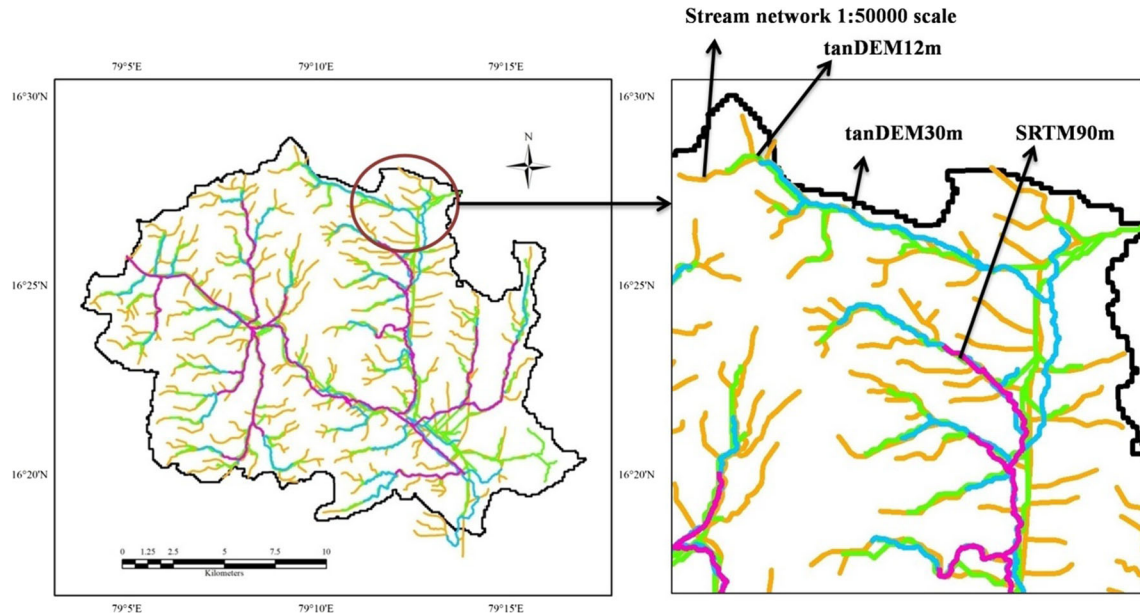 Stream network 1:50000 scale
tanDEM12m
tanDEM30m
SRTM90m
79°5'E
79°10'E
79°15'E
16°30'N
16°30'N
N
16°25'N
16°25'N
16°20'N
16°20'N
0 1.25 2.5 5 7.5 10
Kilometers
79°5'E
79°10'E
79°15'E